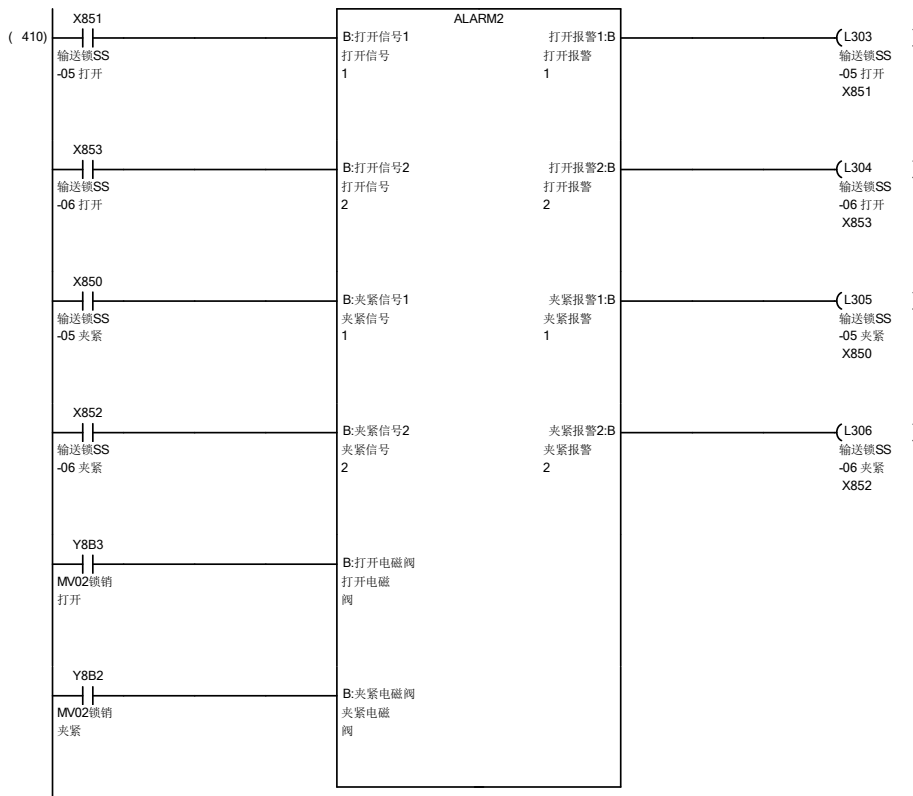 X851
ALARM2
( 410)
B:打开信号1
打开报警1:B
L303
输送锁SS
-05 打开
打开信号
1
打开报警
1
输送锁SS
-05 打开
X851
X853
B:打开信号2
打开报警2:B
L304
输送锁SS
-06 打开
打开信号
2
打开报警
2
输送锁SS
-06 打开
X853
X850
B:夹紧信号1
夹紧报警1:B
L305
输送锁SS
-05 夹紧
夹紧信号
1
夹紧报警
1
输送锁SS
-05 夹紧
X850
X852
B:夹紧信号2
夹紧报警2:B
L306
输送锁SS
-06 夹紧
夹紧信号
2
夹紧报警
2
输送锁SS
-06 夹紧
X852
Y8B3
B:打开电磁阀
MV02锁销
打开
打开电磁
阀
Y8B2
B:夹紧电磁阀
MV02锁销
夹紧
夹紧电磁
阀